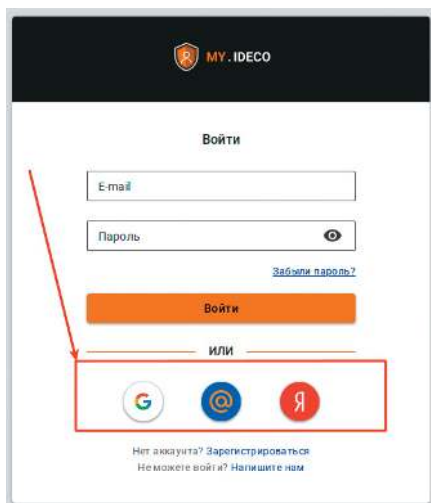 MY.IDECO
Войти
E-mail
Пароль
Забыли пароль?
Войти
ИЛИ
G @ Я
Нет аккаунта? Зарегистрироваться
Не можете войти? Напишите нам